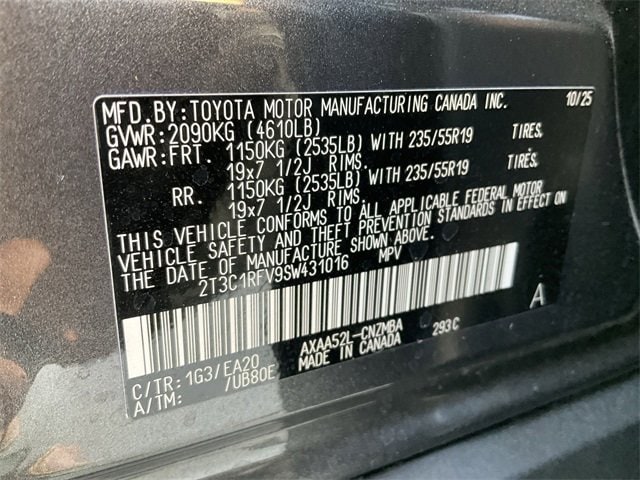 MFD.BY:TOYOTA MOTOR MANUFACTURING CANADA INC. 10/25
GVWR:2090KG (4610LB)
GAWR:FRT. 1150KG (2535LB) WITH 235/55R19 TIRES.
19x7 1/2J RIMS.
RR. 1150KG (2535LB) WITH 235/55R19 TIRES.
19x7 1/2J RIMS.
THIS VEHICLE CONFORMS TO ALL APPLICABLE FEDERAL MOTOR
VEHICLE SAFETY AND THEFT PREVENTION STANDARDS IN EFFECT ON
THE DATE OF MANUFACTURE SHOWN ABOVE.
2T3C1RFV9SW431016 MPV
A
AXAA52L-CNZMBA 293C
MADE IN CANADA
C/TR: 1G3/EA20
A/TM: /UB80E